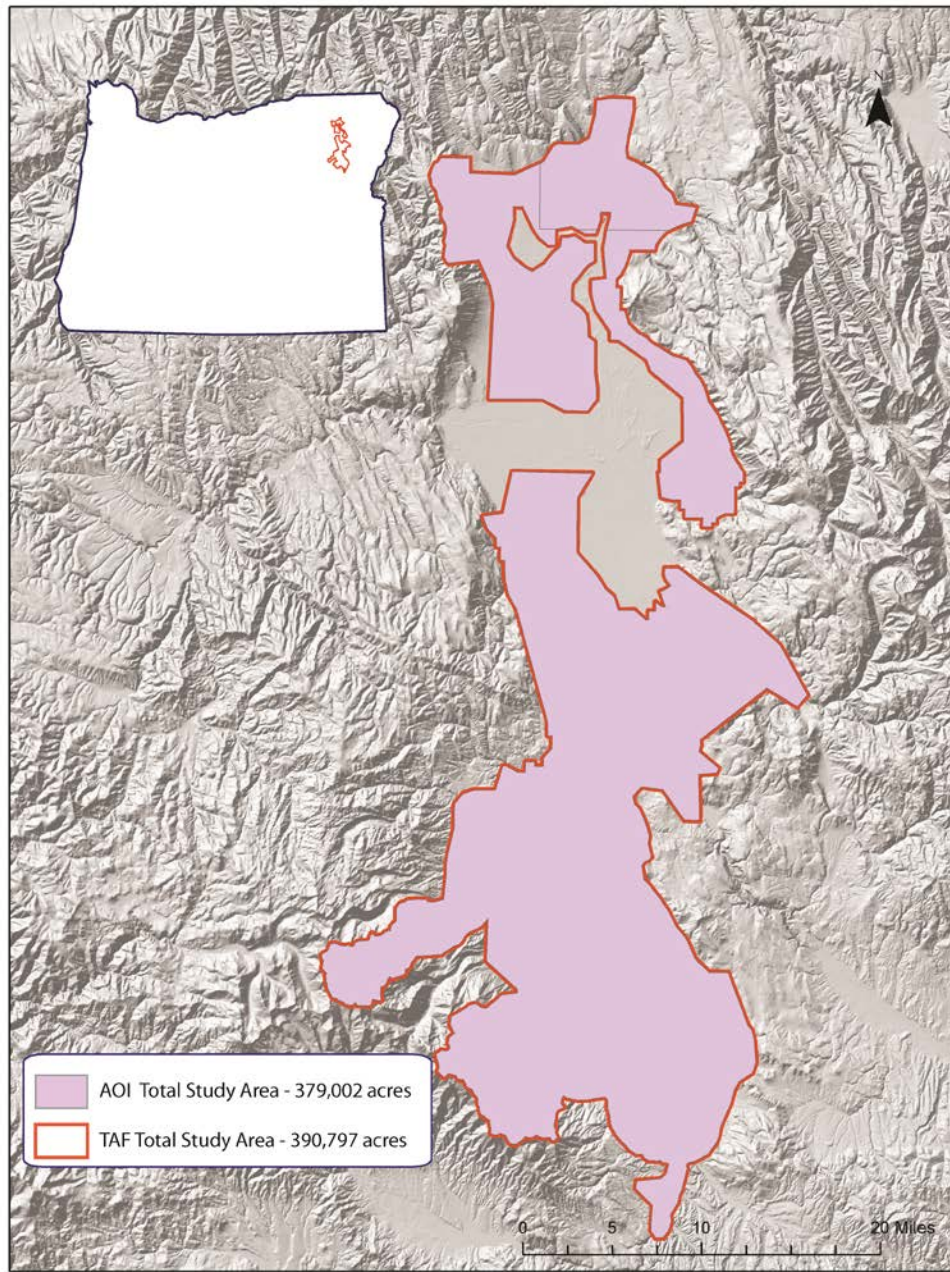 N
AOI Total Study Area - 379,002 acres
TAF Total Study Area - 390,797 acres
0 5 10 20 Miles